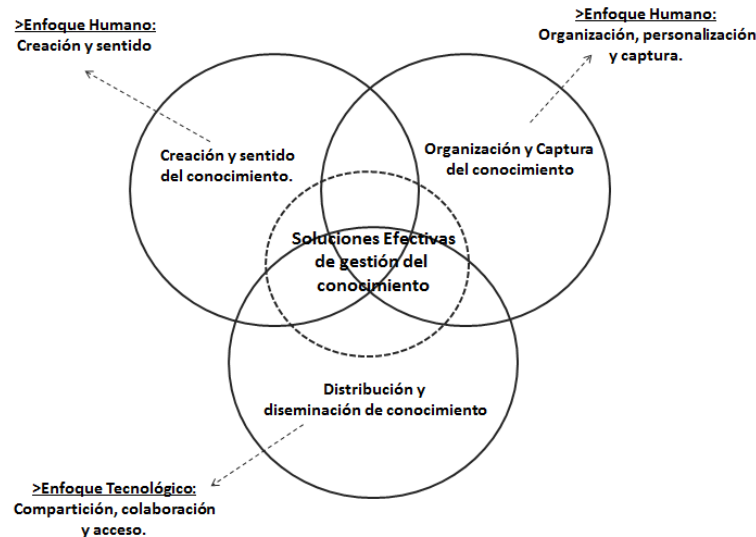 >Enfoque Humano:
Creación y sentido
>Enfoque Humano:
Organización, personalización
y captura.
Creación y sentido
del conocimiento.
Organización y Captura
del conocimiento
Soluciones Efectivas
de gestión del
conocimiento
Distribución y
diseminación de conocimiento
>Enfoque Tecnológico:
Compartición, colaboración
y acceso.